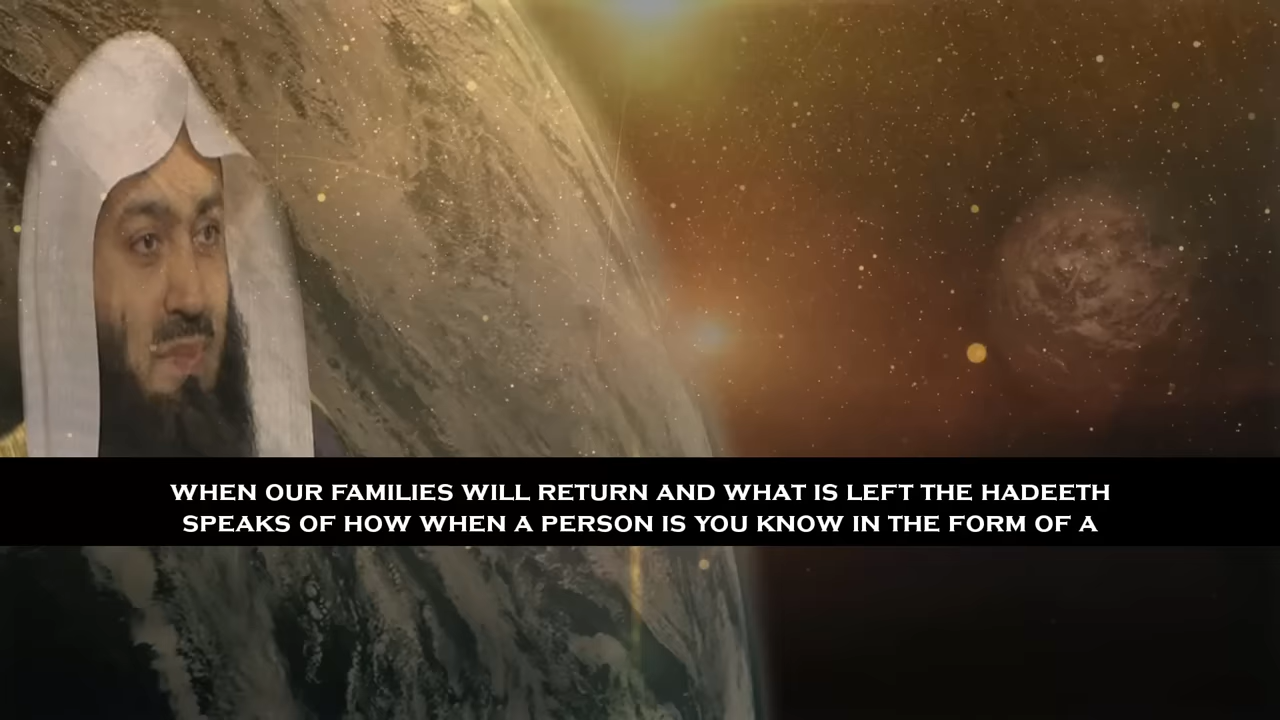 WHEN OUR FAMILIES WILL RETURN AND WHAT IS LEFT THE HADEETH
SPEAKS OF HOW WHEN A PERSON IS YOU KNOW IN THE FORM OF A